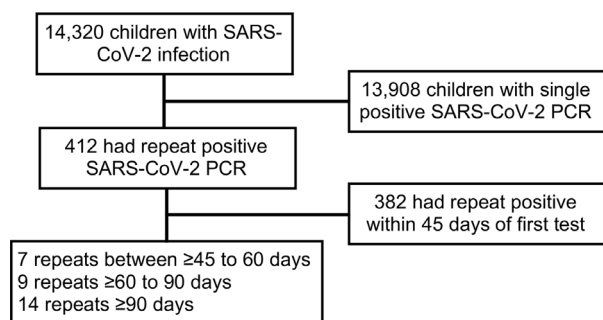 14,320 children with SARS-
CoV-2 infection
13,908 children with single
positive SARS-CoV-2 PCR
412 had repeat positive
SARS-CoV-2 PCR
382 had repeat positive
within 45 days of first test
7 repeats between ≥45 to 60 days
9 repeats ≥60 to 90 days
14 repeats ≥90 days